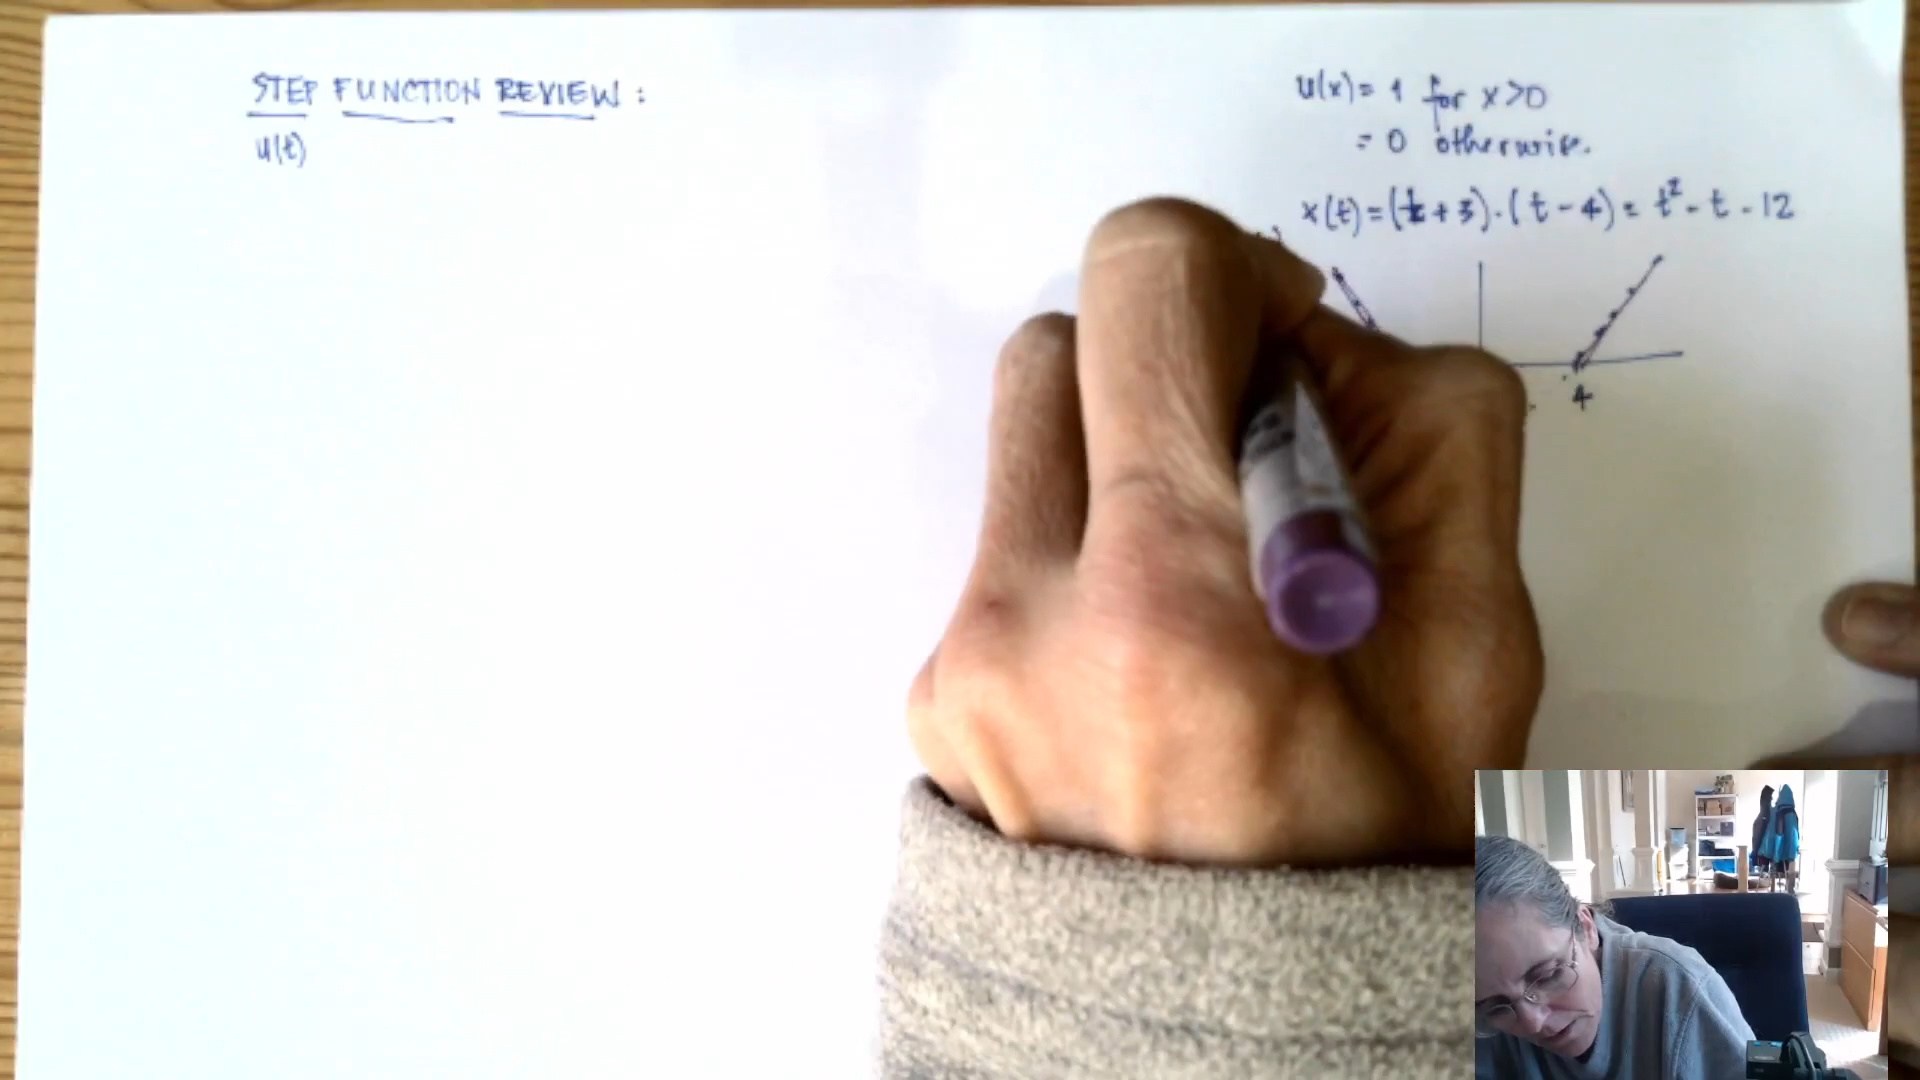 STEP FUNCTION REVIEW :
u(t)
u(x) = 1 for x>0
= 0 otherwise.
x(t) = (t+3).(t-4) = t² - t - 12
4